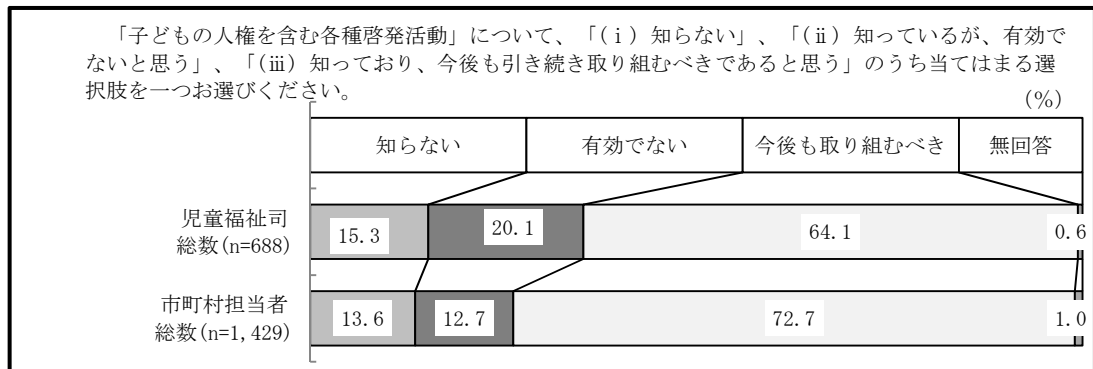 「子どもの人権を含む各種啓発活動」について、「(ⅰ) 知らない」、「(ⅱ) 知っているが、有効で
ないと思う」、「(ⅲ) 知っており、今後も引き続き取り組むべきであると思う」のうち当てはまる選
択肢を一つお選びください。
(%)
知らない 有効でない 今後も取り組むべき 無回答
児童福祉司
総数(n=688)
15.3 20.1 64.1 0.6
市町村担当者
総数(n=1,429)
13.6 12.7 72.7 1.0